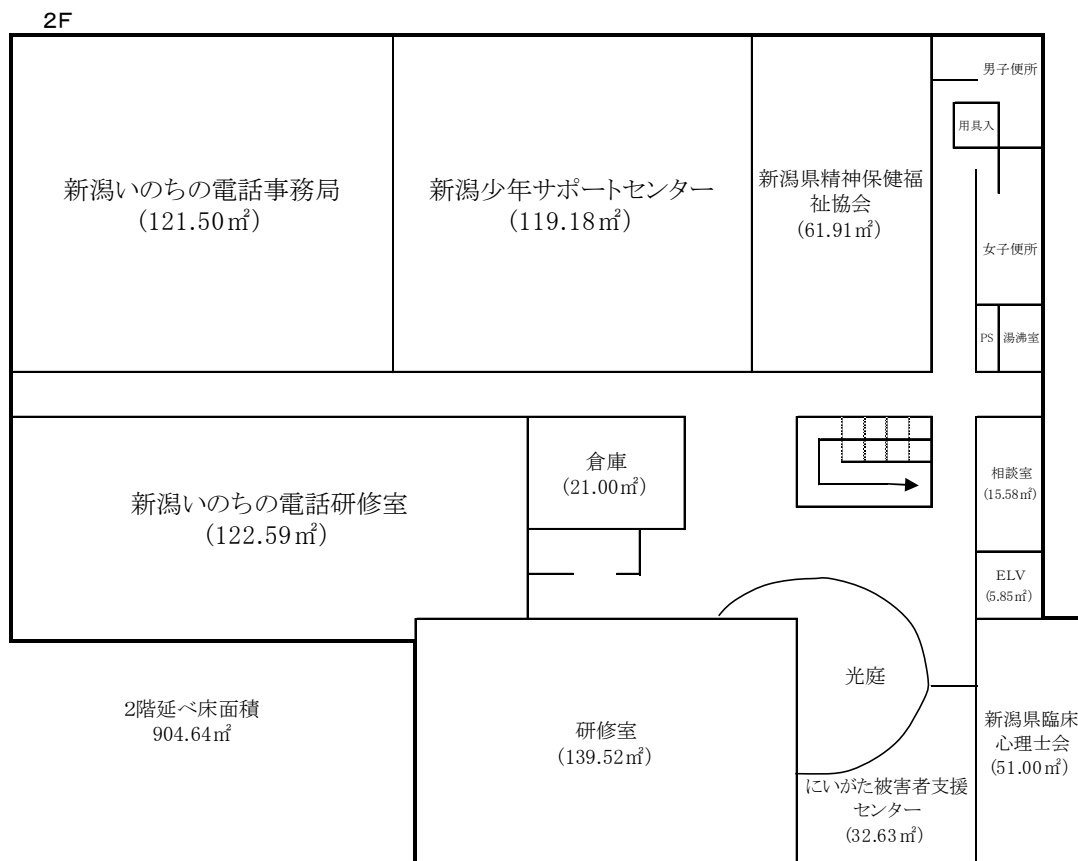 2F
新潟いのちの電話事務局
(121.50㎡)
新潟少年サポートセンター
(119.18㎡)
新潟県精神保健福
祉協会
(61.91㎡)
男子便所
用具入
女子便所
PS
湯沸室
新潟いのちの電話研修室
(122.59㎡)
倉庫
(21.00㎡)
相談室
(15.58㎡)
ELV
(5.85㎡)
2階延べ床面積
904.64㎡
研修室
(139.52㎡)
光庭
にいがた被害者支援
センター
(32.63㎡)
新潟県臨床
心理士会
(51.00㎡)